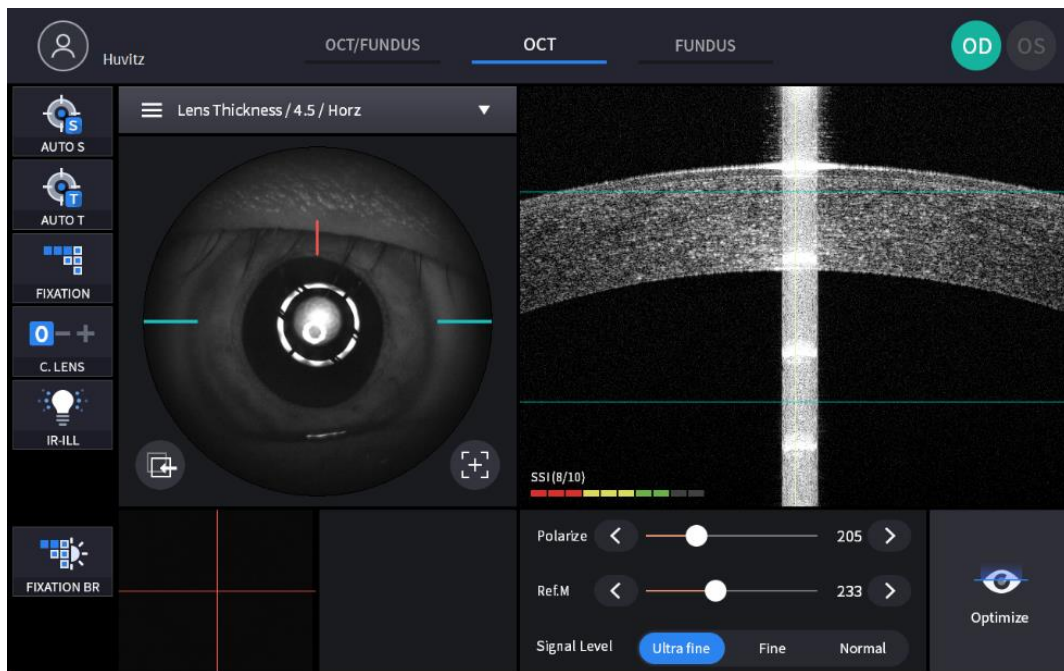 Huvitz
OCT/FUNDUS
OCT
FUNDUS
OD
OS
S
AUTO S
T
AUTO T
FIXATION
0 - +
C. LENS
IR-ILL
FIXATION BR
Lens Thickness / 4.5 / Horz
SSI(8/10)
Polarize
205
Ref.M
233
Signal Level
Ultra fine
Fine
Normal
Optimize